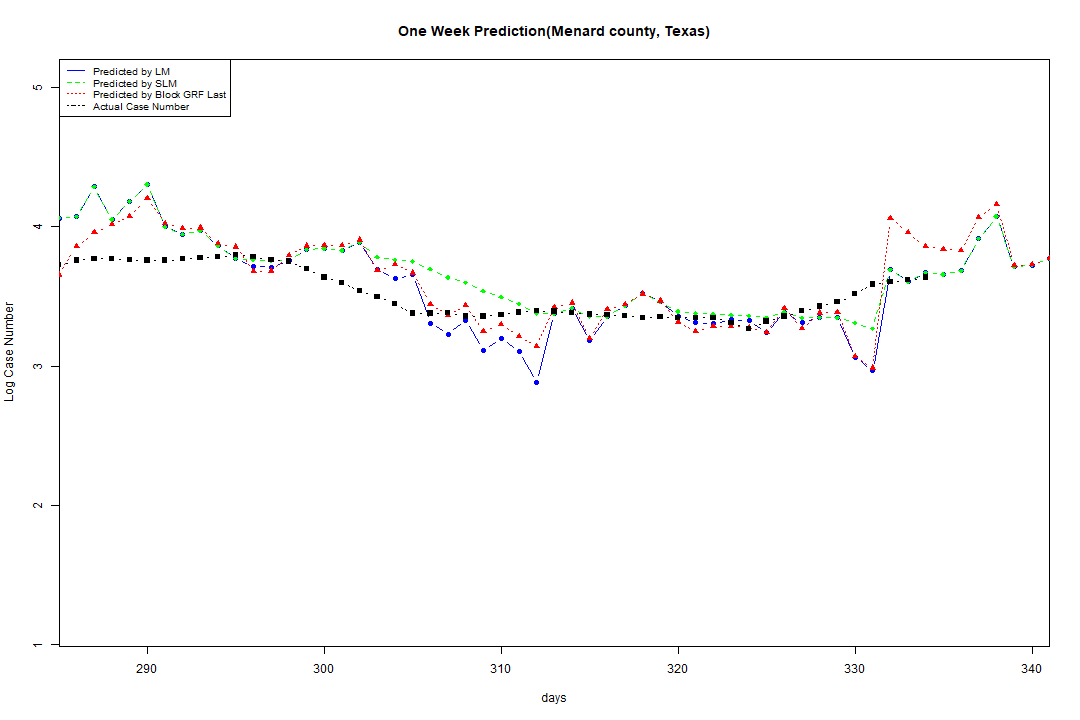 One Week Prediction(Menard county, Texas)
Predicted by LM
Predicted by SLM
Predicted by Block GRF Last
Actual Case Number
5
4
3
2
1
Log Case Number
290 300 310 320 330 340
days